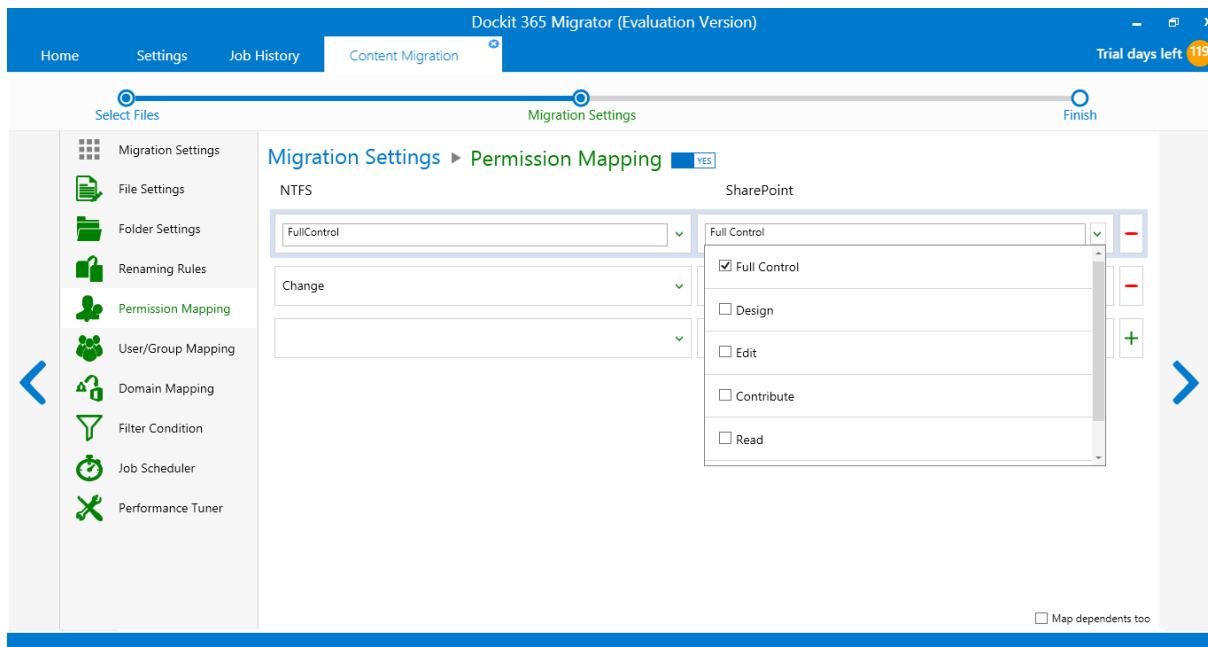 Dockit 365 Migrator (Evaluation Version)
Home Settings Job History Content Migration Trial days left 119
Select Files Migration Settings Finish
Migration Settings
File Settings
Folder Settings
Renaming Rules
Permission Mapping
User/Group Mapping
Domain Mapping
Filter Condition
Job Scheduler
Performance Tuner
Migration Settings Permission Mapping YES
NTFS SharePoint
FullControl Full Control
Change
Full Control
Design
Edit
Contribute
Read
Map dependents too